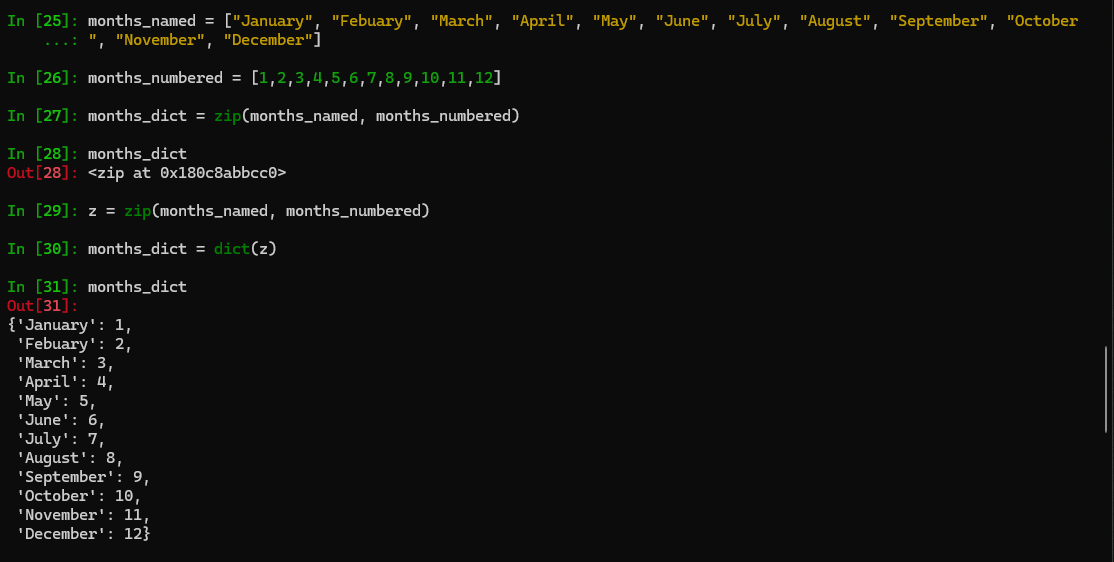 In [25]: months_named = ["January", "Febuary", "March", "April", "May", "June", "July", "August", "September", "October
    ...: ", "November", "December"]
In [26]: months_numbered = [1,2,3,4,5,6,7,8,9,10,11,12]
In [27]: months_dict = zip(months_named, months_numbered)
In [28]: months_dict
Out[28]: <zip at 0x180c8abbcc0>
In [29]: z = zip(months_named, months_numbered)
In [30]: months_dict = dict(z)
In [31]: months_dict
Out[31]:
{'January': 1,
 'Febuary': 2,
 'March': 3,
 'April': 4,
 'May': 5,
 'June': 6,
 'July': 7,
 'August': 8,
 'September': 9,
 'October': 10,
 'November': 11,
 'December': 12}